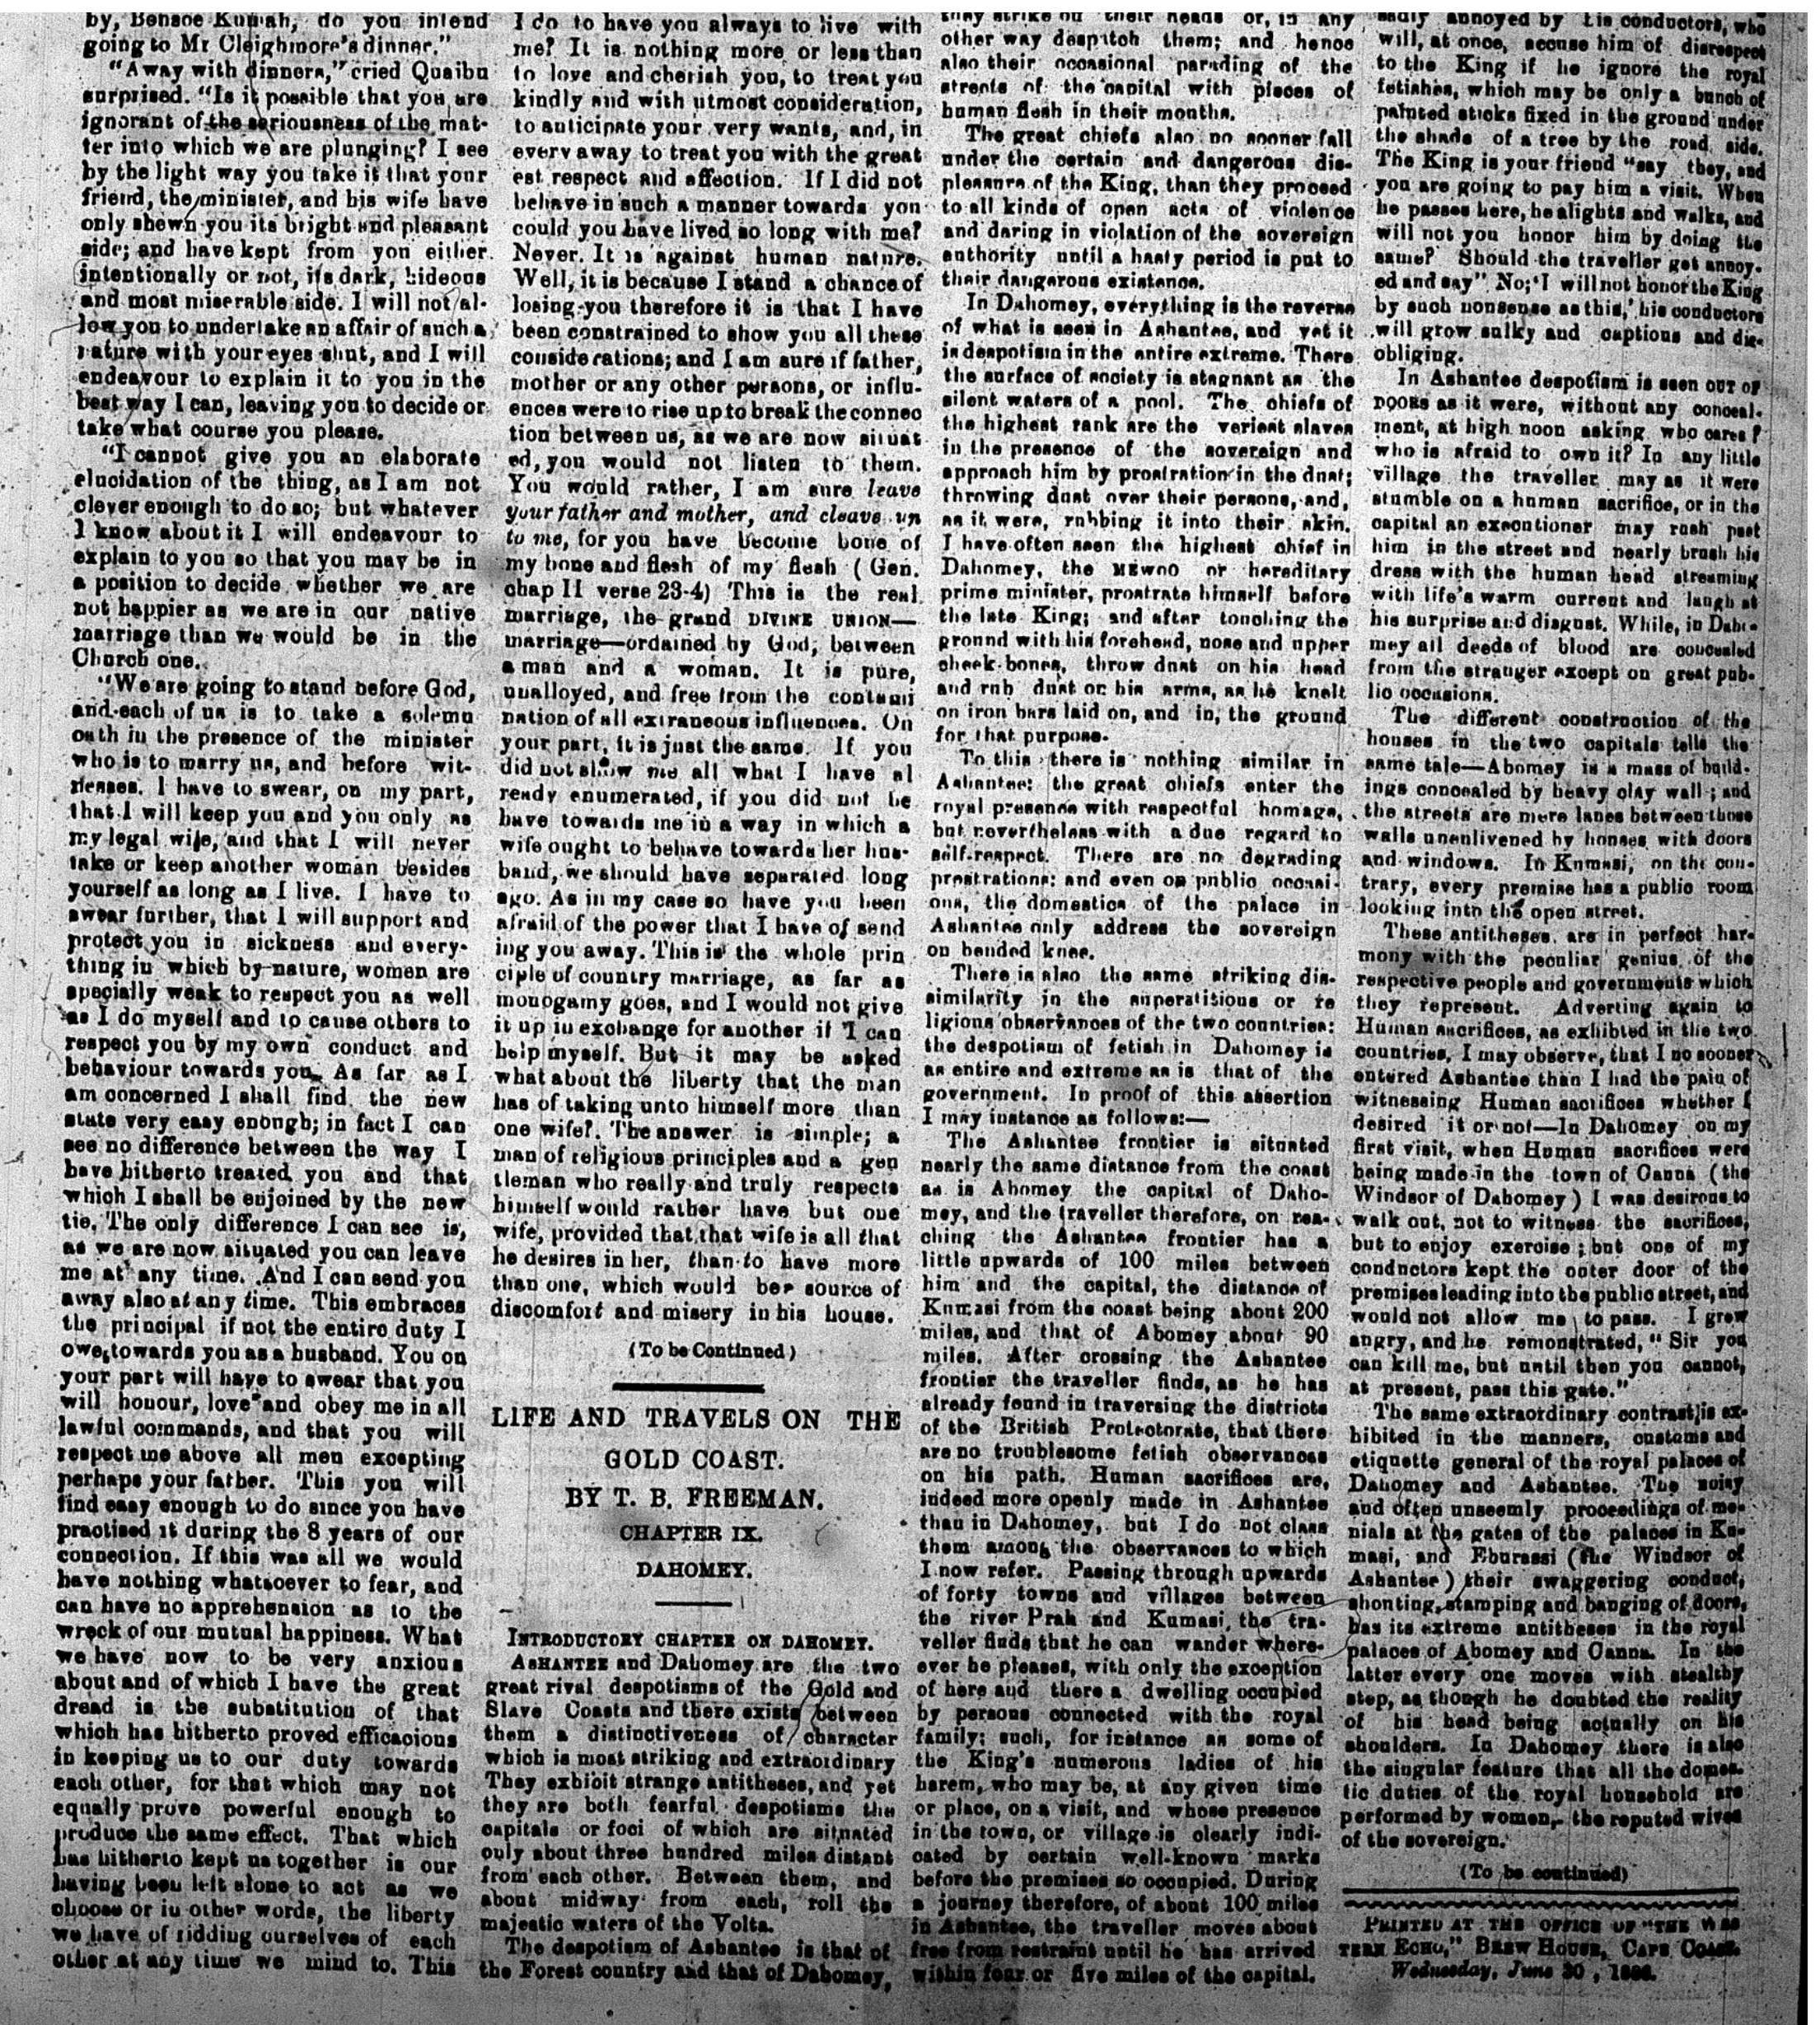 by, Bensoe Kumah, do you intend
going to Mr Cleighmore's dinner."
"Away with dinners," cried Quaibu
surprised. "Is it possible that you are
ignorant of the seriousness of the mat-
ter into which we are plunging? I see
by the light way you take it that your
friend, the minister, and his wife have
only shewn you its bright and pleasant
side; and have kept from you either
intentionally or not, its dark, hideous
and most miserable side. I will not al-
low you to undertake an affair of such a
nature with your eyes shut, and I will
endeavour to explain it to you in the
best way I can, leaving you to decide or
take what course you please.
"I cannot give you an elaborate
elucidation of the thing, as I am not
clever enough to do so; but whatever
I know about it I will endeavour to
explain to you so that you may be in
a position to decide whether we are
not happier as we are in our native
marriage than we would be in the
Church one.
"We are going to stand before God,
and each of us is to take a solemn
oath in the presence of the minister
who is to marry us, and before wit-
nesses. I have to swear, on my part,
that I will keep you and you only as
my legal wife, and that I will never
take or keep another woman besides
yourself as long as I live. I have to
swear further, that I will support and
protect you in sickness and every-
thing in which by nature, women are
specially weak to respect you as well
as I do myself and to cause others to
respect you by my own conduct and
behaviour towards you. As far as I
am concerned I shall find the new
state very easy enough; in fact I can
see no difference between the way I
have hitherto treated you and that
which I shall be enjoined by the new
tie. The only difference I can see is,
as we are now situated you can leave
me at any time. And I can send you
away also at any time. This embraces
the principal if not the entire duty I
owe, towards you as a husband. You on
your part will have to swear that you
will honour, love and obey me in all
lawful commands, and that you will
respect me above all men excepting
perhaps your father. This you will
find easy enough to do since you have
practised it during the 8 years of our
connection. If this was all we would
have nothing whatsoever to fear, and
can have no apprehension as to the
wreck of our mutual happiness. What
we have now to be very anxious
about and of which I have the great
dread is the substitution of that
which has hitherto proved efficacious
in keeping us to our duty towards
each other, for that which may not
equally prove powerful enough to
produce the same effect. That which
has hitherto kept us together is our
having been left alone to act as we
choose or in other words, the liberty
we have of ridding ourselves of each
other at any time we mind to. This
I do to have you always to live with
me? It is nothing more or less than
to love and cherish you, to treat you
kindly and with utmost consideration,
to anticipate your very wants, and, in
every away to treat you with the great
est respect and affection. If I did not
behave in such a manner towards you
could you have lived so long with me?
Never. It is against human nature.
Well, it is because I stand a chance of
losing you therefore it is that I have
been constrained to show you all these
conside rations; and I am sure if father,
mother or any other persons, or influ-
ences were to rise up to break the connec
tion between us, as we are now situat
ed, you would not listen to them.
You would rather, I am sure leave
your father and mother, and cleave un
to me, for you have become bone of
my bone and flesh of my flesh (Gen.
chap II verse 23-4) This is the real
marriage, the grand DIVINE UNION—
marriage—ordained by God, between
a man and a woman. It is pure,
unalloyed, and free from the contami
nation of all extraneous influences. On
your part, it is just the same. If you
did not show me all what I have al
ready enumerated, if you did not be
have towards me in a way in which a
wife ought to behave towards her hus-
band, we should have separated long
ago. As in my case so have you been
afraid of the power that I have of send
ing you away. This is the whole prin
ciple of country marriage, as far as
monogamy goes, and I would not give
it up in exchange for another if I can
help myself. But it may be asked
what about the liberty that the man
has of taking unto himself more than
one wife?. The answer is simple; a
man of religious principles and a gen
tleman who really and truly respects
himself would rather have but one
wife, provided that, that wife is all that
he desires in her, than to have more
than one, which would be a source of
discomfort and misery in his house.
(To be Continued)
LIFE AND TRAVELS ON THE
GOLD COAST.
BY T. B. FREEMAN.
CHAPTER IX.
DAHOMEY.
INTRODUCTORY CHAPTER ON DAHOMEY.
ASHANTEE and Dahomey are the two
great rival despotisms of the Gold and
Slave Coasts and there exists between
them a distinctiveness of character
which is most striking and extraordinary
They exhibit strange antitheses, and yet
they are both fearful despotisms the
capitals or foci of which are situated
only about three hundred miles distant
from each other. Between them, and
about midway from each, roll the
majestic waters of the Volta.
The despotism of Ashantee is that of
the Forest country and that of Dahomey,
they strike off their heads or, in any
other way despatch them; and hence
also their occasional parading of the
streets of the capital with pieces of
human flesh in their mouths.
The great chiefs also no sooner fall
under the certain and dangerous dis-
pleasure of the King, than they proceed
to all kinds of open acts of violence
and daring in violation of the sovereign
authority until a hasty period is put to
their dangerous existence.
In Dahomey, everything is the reverse
of what is seen in Ashantee, and yet it
is despotism in the entire extreme. There
the surface of society is stagnant as the
silent waters of a pool. The chiefs of
the highest rank are the veriest slaves
in the presence of the sovereign and
approach him by prostration in the dust;
throwing dust over their persons, and,
as it were, rubbing it into their skin.
I have often seen the highest chief in
Dahomey, the MEWOO or hereditary
prime minister, prostrate himself before
the late King; and after touching the
ground with his forehead, nose and upper
cheek bones, throw dust on his head
and rub dust on his arms, as he knelt
on iron bars laid on, and in, the ground
for that purpose.
To this there is nothing similar in
Ashantee: the great chiefs enter the
royal presence with respectful homage,
but nevertheless with a due regard to
self-respect. There are no degrading
prostrations: and even on public occasi-
ons, the domestics of the palace in
Ashantee only address the sovereign
on bended knee.
There is also the same striking dis-
similarity in the superstitious or re
ligious observances of the two countries:
the despotism of fetish in Dahomey is
as entire and extreme as is that of the
government. In proof of this assertion
I may instance as follows:—
The Ashantee frontier is situated
nearly the same distance from the coast
as is Abomey the capital of Daho-
mey, and the traveller therefore, on rea-
ching the Ashantee frontier has a
little upwards of 100 miles between
him and the capital, the distance of
Kumasi from the coast being about 200
miles, and that of Abomey about 90
miles. After crossing the Ashantee
frontier the traveller finds, as he has
already found in traversing the districts
of the British Protectorate, that there
are no troublesome fetish observances
on his path. Human sacrifices are,
indeed more openly made in Ashantee
than in Dahomey, but I do not class
them among the observances to which
I now refer. Passing through upwards
of forty towns and villages between
the river Prah and Kumasi, the tra-
veller finds that he can wander where-
ever he pleases, with only the exception
of here and there a dwelling occupied
by persons connected with the royal
family; such, for instance as some of
the King's numerous ladies of his
harem, who may be, at any given time
or place, on a visit, and whose presence
in the town, or village is clearly indi-
cated by certain well-known marks
before the premises so occupied. During
a journey therefore, of about 100 miles
in Ashantee, the traveller moves about
free from restraint until he has arrived
within four or five miles of the capital.
sadly annoyed by his conductors, who
will, at once, accuse him of disrespect
to the King if he ignore the royal
fetishes, which may be only a bunch of
painted sticks fixed in the ground under
the shade of a tree by the road side.
The King is your friend "say they, and
you are going to pay him a visit. When
he passes here, he alights and walks, and
will not you honor him by doing the
same? Should the traveller get annoy-
ed and say" No; 'I will not honor the King
by such nonsense as this,' his conductors
will grow sulky and captious and dis-
obliging.
In Ashantee despotism is seen OUT OF
DOORS as it were, without any conceal-
ment, at high noon asking who cares?
who is afraid to own it? In any little
village the traveller may as it were
stumble on a human sacrifice, or in the
capital an executioner may rush past
him in the street and nearly brush his
dress with the human head streaming
with life's warm current and laugh at
his surprise and disgust. While, in Daho-
mey all deeds of blood are concealed
from the stranger except on great pub-
lic occasions.
The different construction of the
houses in the two capitals tells the
same tale—Abomey is a mass of build-
ings concealed by heavy clay wall; and
the streets are mere lanes between those
walls unenlivened by houses with doors
and windows. In Kumasi, on the con-
trary, every premise has a public room
looking into the open street.
These antitheses are in perfect har-
mony with the peculiar genius of the
respective people and governments which
they represent. Adverting again to
Human sacrifices, as exhibted in the two
countries, I may observe, that I no sooner
entered Ashantee than I had the pain of
witnessing Human sacrifices whether I
desired it or not—In Dahomey on my
first visit, when Human sacrifices were
being made in the town of Canna (the
Windsor of Dahomey) I was desirous to
walk out, not to witness the sacrifices,
but to enjoy exercise; but one of my
conductors kept the outer door of the
premises leading into the public street, and
would not allow me to pass. I grew
angry, and he remonstrated, "Sir you
can kill me, but until then you cannot,
at present, pass this gate."
The same extraordinary contrast is ex-
hibited in the manners, customs and
etiquette general of the royal palaces of
Dahomey and Ashantee. The noisy
and often unseemly proceedings of me-
nials at the gates of the palaces in Ku-
masi, and Eburassi (the Windsor of
Ashantee) their swaggering conduct,
shouting, stamping and banging of doors,
has its extreme antitheses in the royal
palaces of Abomey and Canna. In the
latter every one moves with stealthy
step, as though he doubted the reality
of his head being actually on his
shoulders. In Dahomey there is also
the singular feature that all the domes-
tic duties of the royal household are
performed by women, the reputed wives
of the sovereign.
(To be continued)
PRINTED AT THE OFFICE OF "THE WES
TERN ECHO," BREW HOUSE, CAPE COAST.
Wednesday, June 30, 1886.